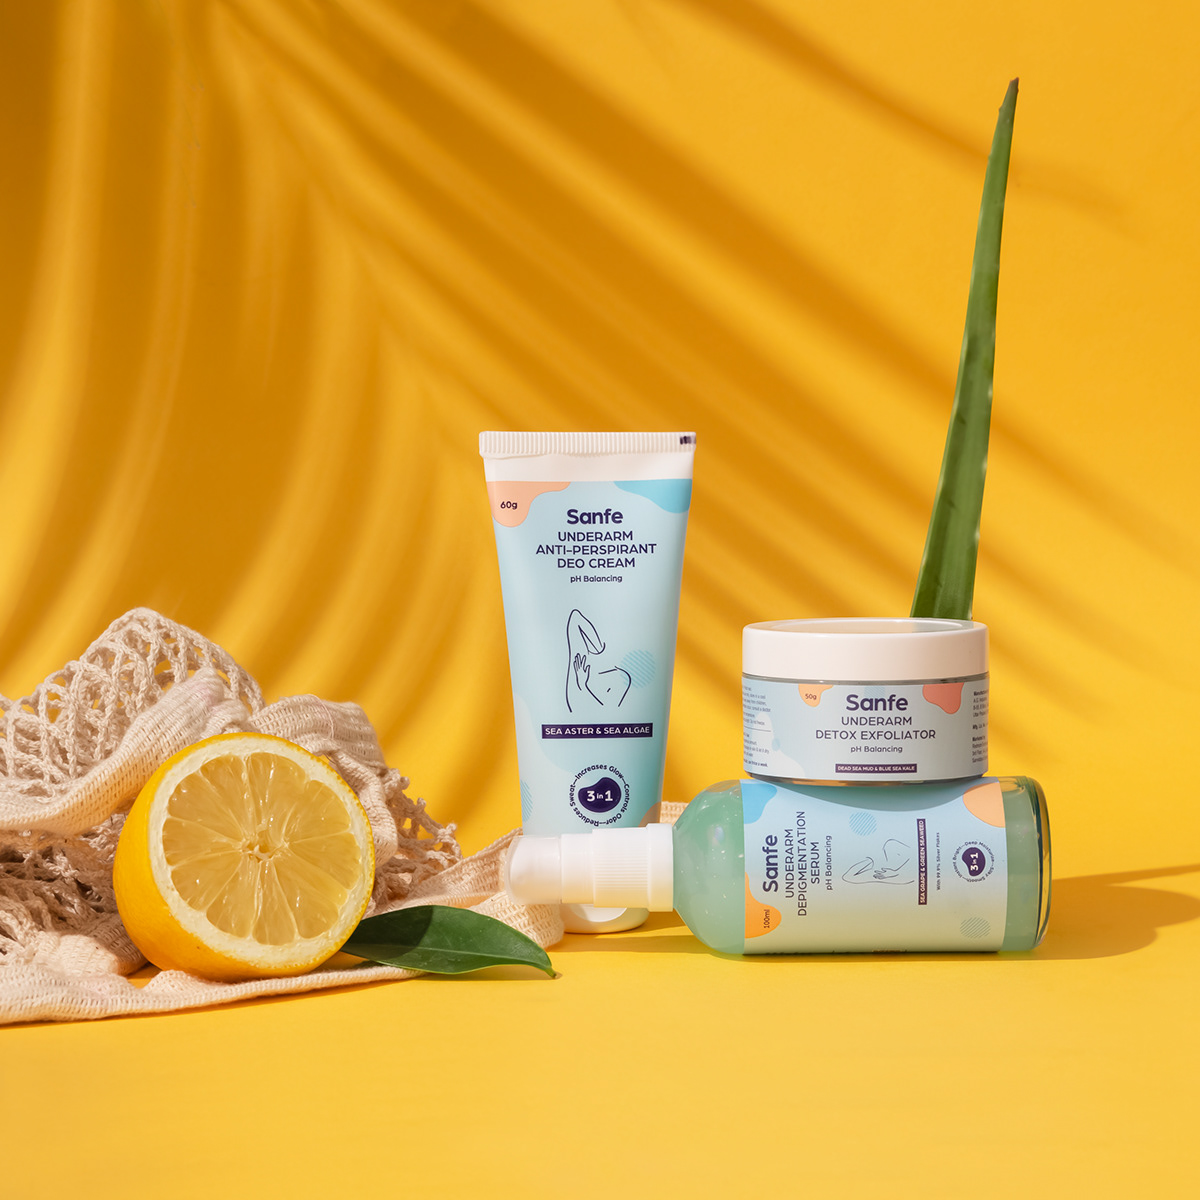 60g
Sanfe
UNDERARM
ANTI-PERSPIRANT
DEO CREAM
pH Balancing
SEA ASTER & SEA ALGAE
Reduces Sweat—Increases Glow—Controls Odor—
3 in 1
50g
Sanfe
UNDERARM
DETOX EXFOLIATOR
pH Balancing
DEAD SEA MUD & BLUE SEA KALE
Sanfe
UNDERARM
DEPIGMENTATION
SERUM
pH Balancing
100ml
SEA GRAPE & GREEN SEAWEED
3 in 1